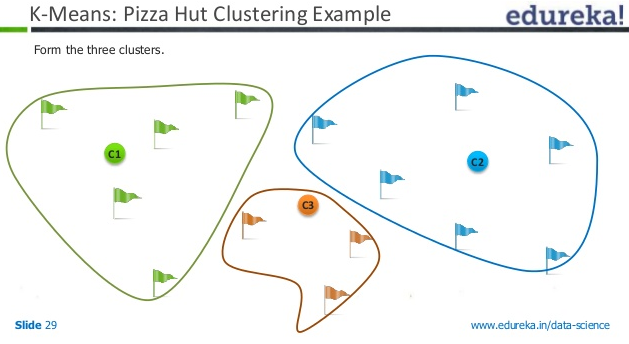 K-Means: Pizza Hut Clustering Example
edureka!
Form the three clusters.
C1
C2
C3
Slide 29
www.edureka.in/data-science